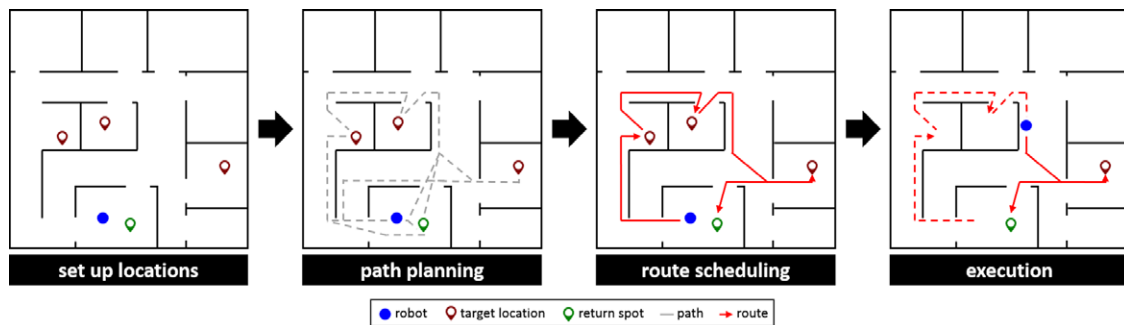 set up locations
path planning
route scheduling
execution
robot target location return spot path route